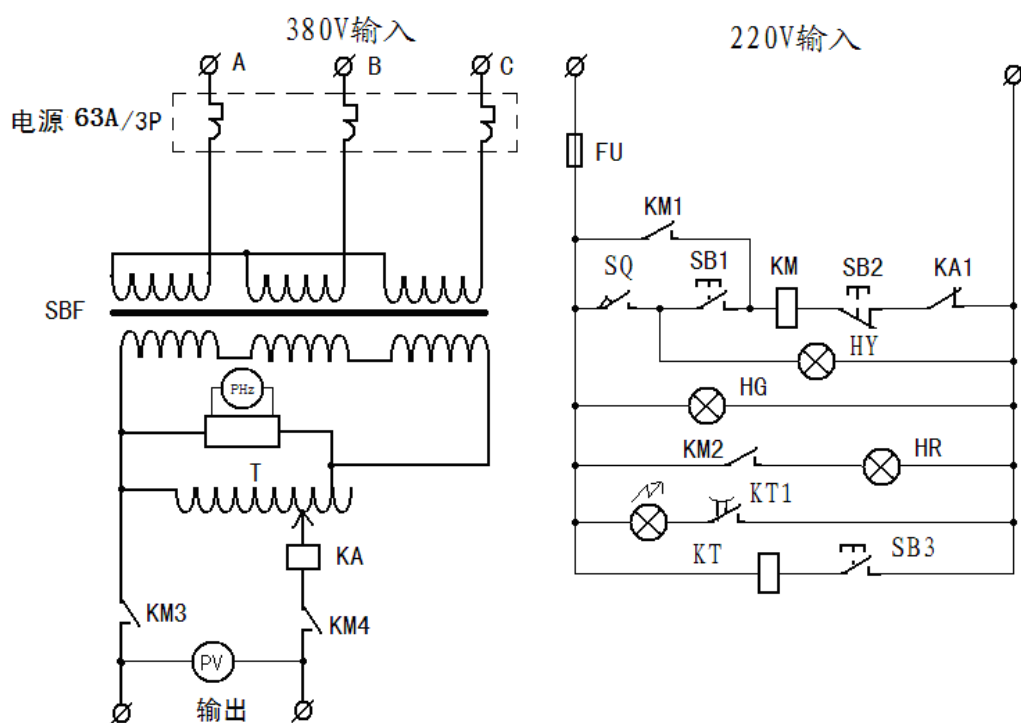 380V输入
220V输入
A
B
C
电源 63A/3P
FU
KM1
SQ
SB1
KM
SB2
KA1
SBF
HY
PHz
HG
KM2
HR
T
KT1
KA
KT
SB3
KM3
KM4
PV
输出